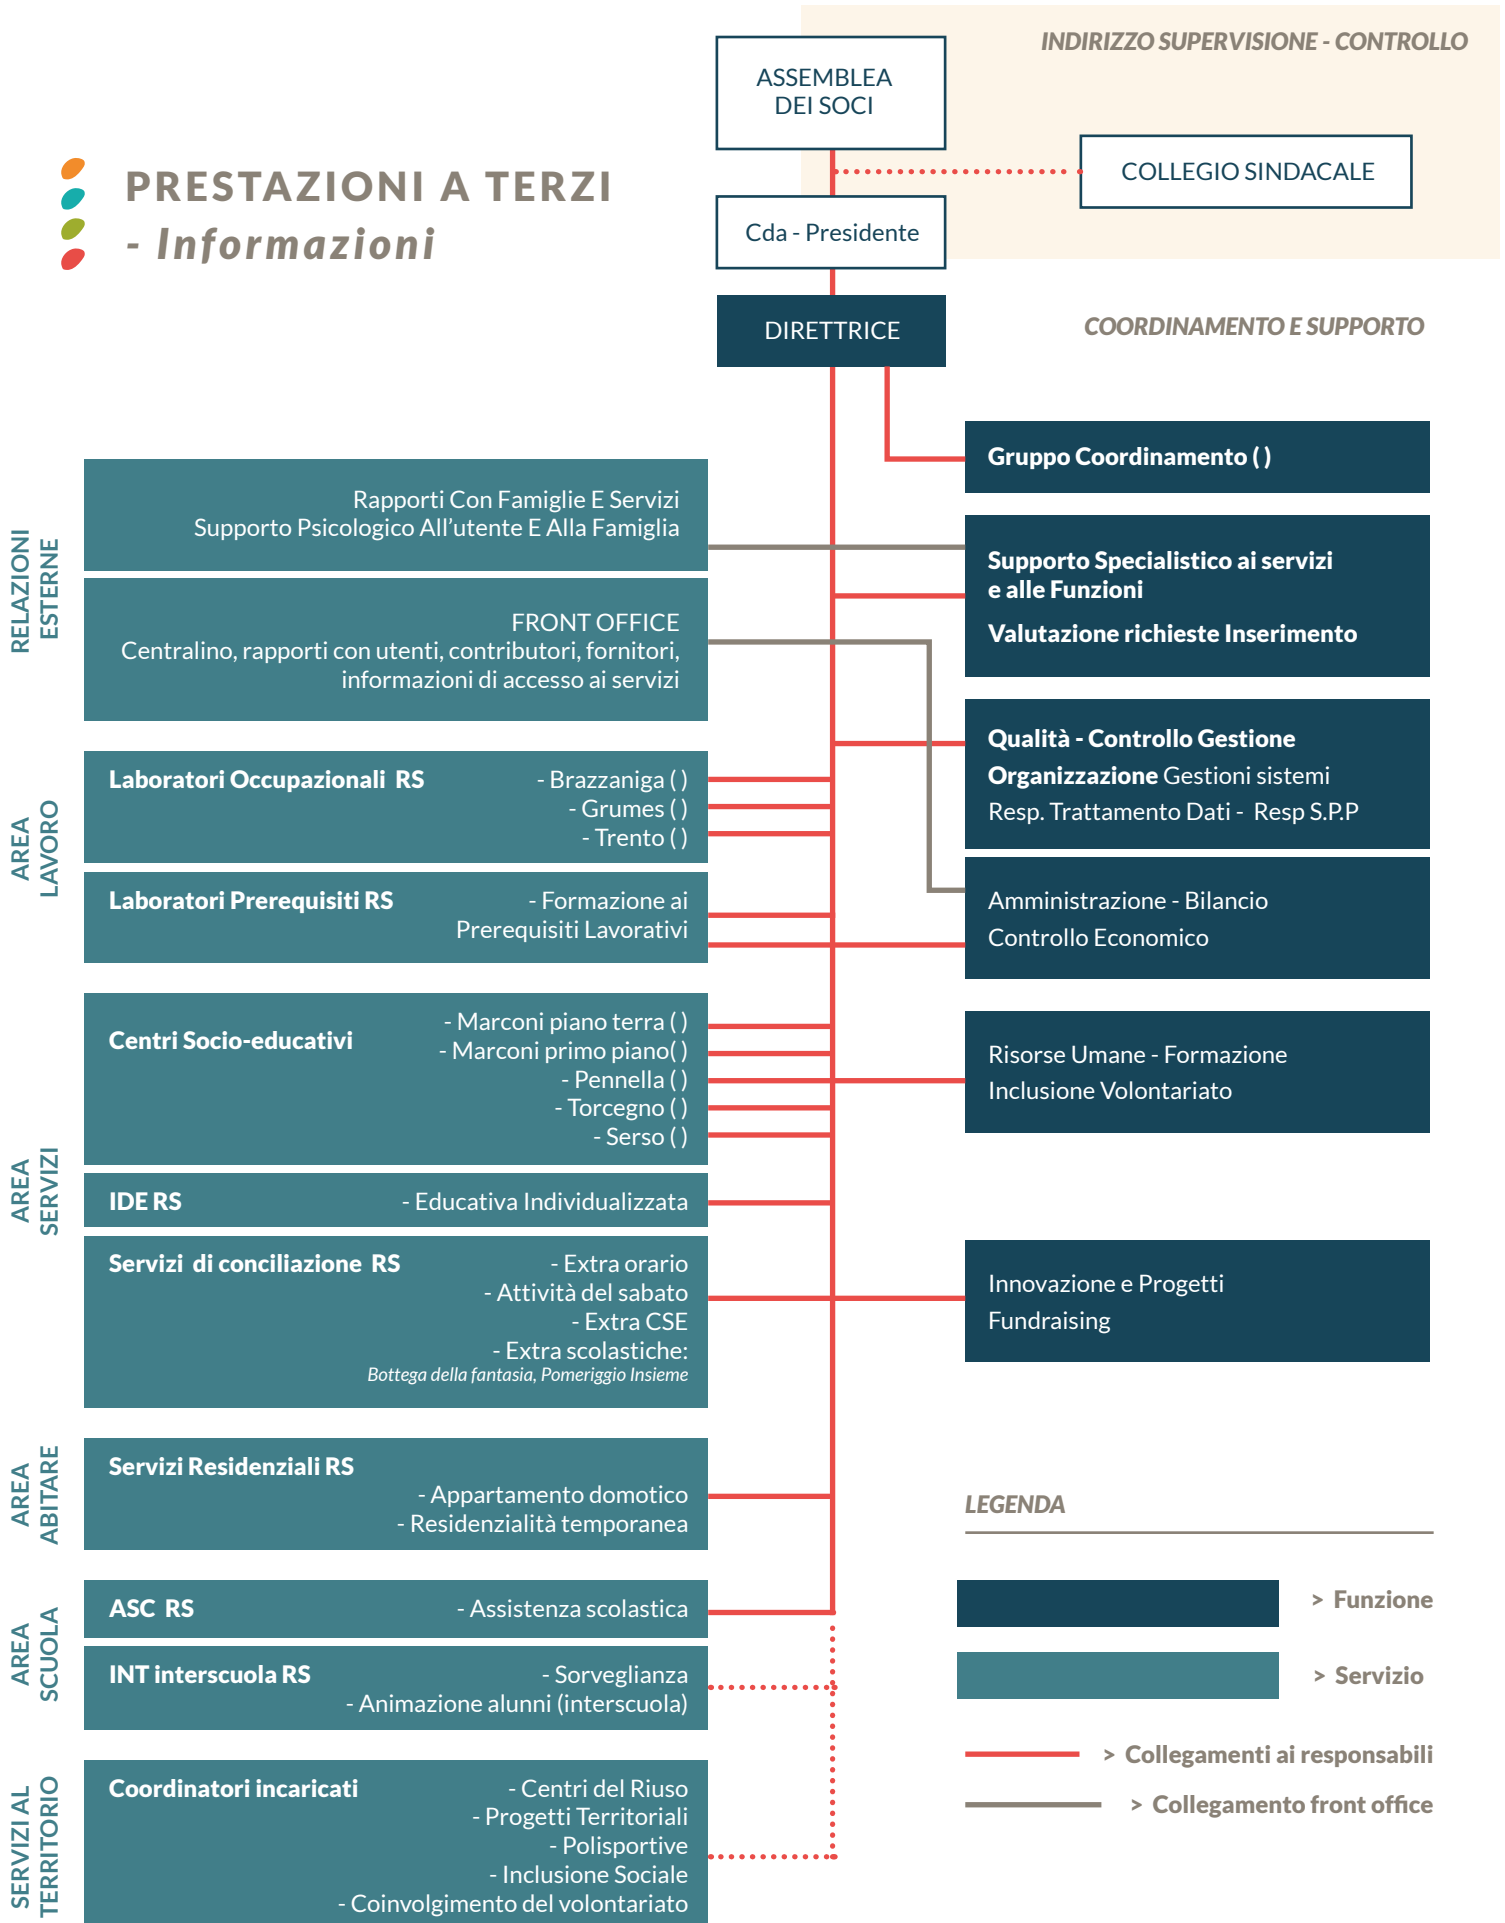 INDIRIZZO SUPERVISIONE - CONTROLLO
ASSEMBLEA
DEI SOCI
COLLEGIO SINDACALE
PRESTAZIONI A TERZI
- Informazioni
Cda - Presidente
DIRETTRICE
COORDINAMENTO E SUPPORTO
Gruppo Coordinamento ( )
Supporto Specialistico ai servizi
e alle Funzioni
Valutazione richieste Inserimento
Qualità - Controllo Gestione
Organizzazione Gestioni sistemi
Resp. Trattamento Dati - Resp S.P.P
Amministrazione - Bilancio
Controllo Economico
Risorse Umane - Formazione
Inclusione Volontariato
Innovazione e Progetti
Fundraising
RELAZIONI
ESTERNE
Rapporti Con Famiglie E Servizi
Supporto Psicologico All'utente E Alla Famiglia
FRONT OFFICE
Centralino, rapporti con utenti, contributori, fornitori,
informazioni di accesso ai servizi
AREA
LAVORO
Laboratori Occupazionali RS - Brazzaniga ( )
- Grumes ( )
- Trento ( )
Laboratori Prerequisiti RS - Formazione ai
Prerequisiti Lavorativi
AREA
SERVIZI
Centri Socio-educativi
- Marconi piano terra ( )
- Marconi primo piano( )
- Pennella ( )
- Torcegno ( )
- Serso ( )
IDE RS - Educativa Individualizzata
Servizi di conciliazione RS - Extra orario
- Attività del sabato
- Extra CSE
- Extra scolastiche:
Bottega della fantasia, Pomeriggio Insieme
AREA
ABITARE
Servizi Residenziali RS
- Appartamento domotico
- Residenzialità temporanea
AREA
SCUOLA
ASC RS - Assistenza scolastica
INT interscuola RS - Sorveglianza
- Animazione alunni (interscuola)
SERVIZI AL
TERRITORIO
Coordinatori incaricati - Centri del Riuso
- Progetti Territoriali
- Polisportive
- Inclusione Sociale
- Coinvolgimento del volontariato
LEGENDA
> Funzione
> Servizio
> Collegamenti ai responsabili
> Collegamento front office